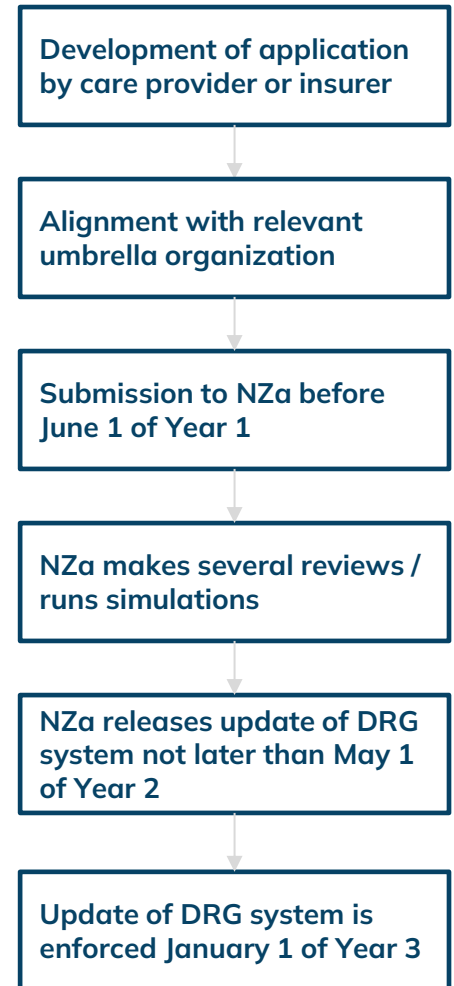 Development of application
by care provider or insurer
Alignment with relevant
umbrella organization
Submission to NZa before
June 1 of Year 1
NZa makes several reviews /
runs simulations
NZa releases update of DRG
system not later than May 1
of Year 2
Update of DRG system is
enforced January 1 of Year 3